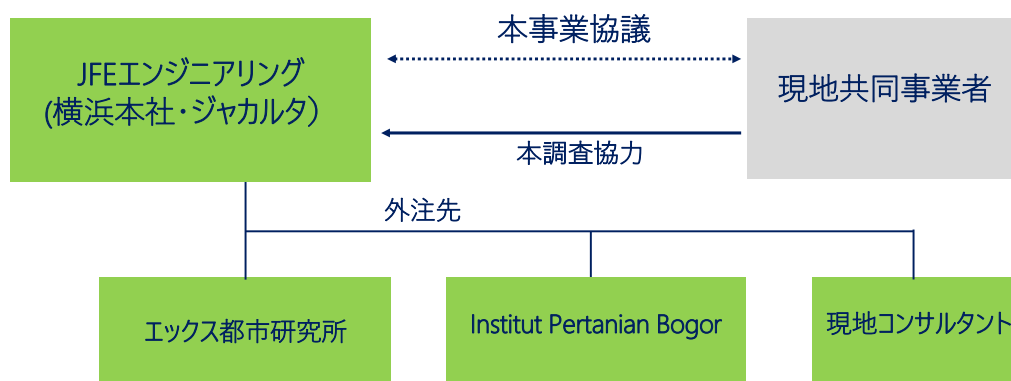 本事業協議
JFEエンジニアリング
(横浜本社・ジャカルタ）
現地共同事業者
本調査協力
外注先
エックス都市研究所
Institut Pertanian Bogor
現地コンサルタント